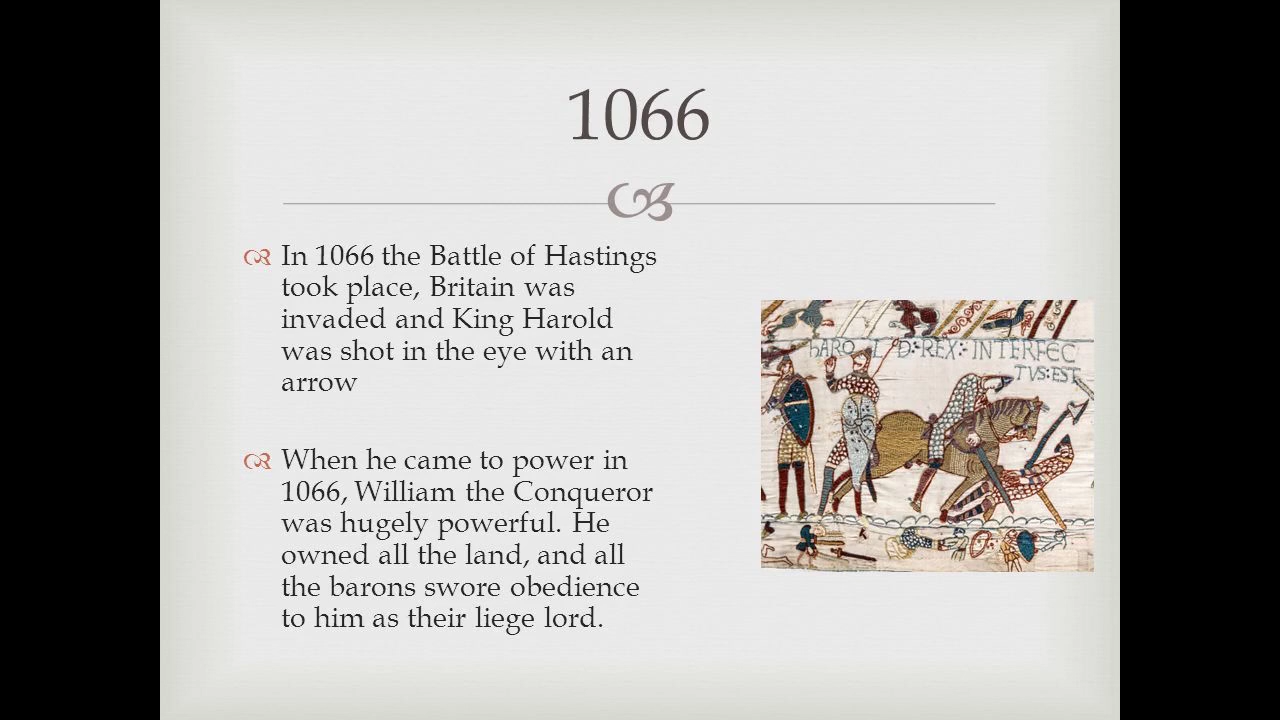 1066
In 1066 the Battle of Hastings
took place, Britain was
invaded and King Harold
was shot in the eye with an
arrow
When he came to power in
1066, William the Conqueror
was hugely powerful. He
owned all the land, and all
the barons swore obedience
to him as their liege lord.
hAROLD:REX:INTERFEC
TVS:EST